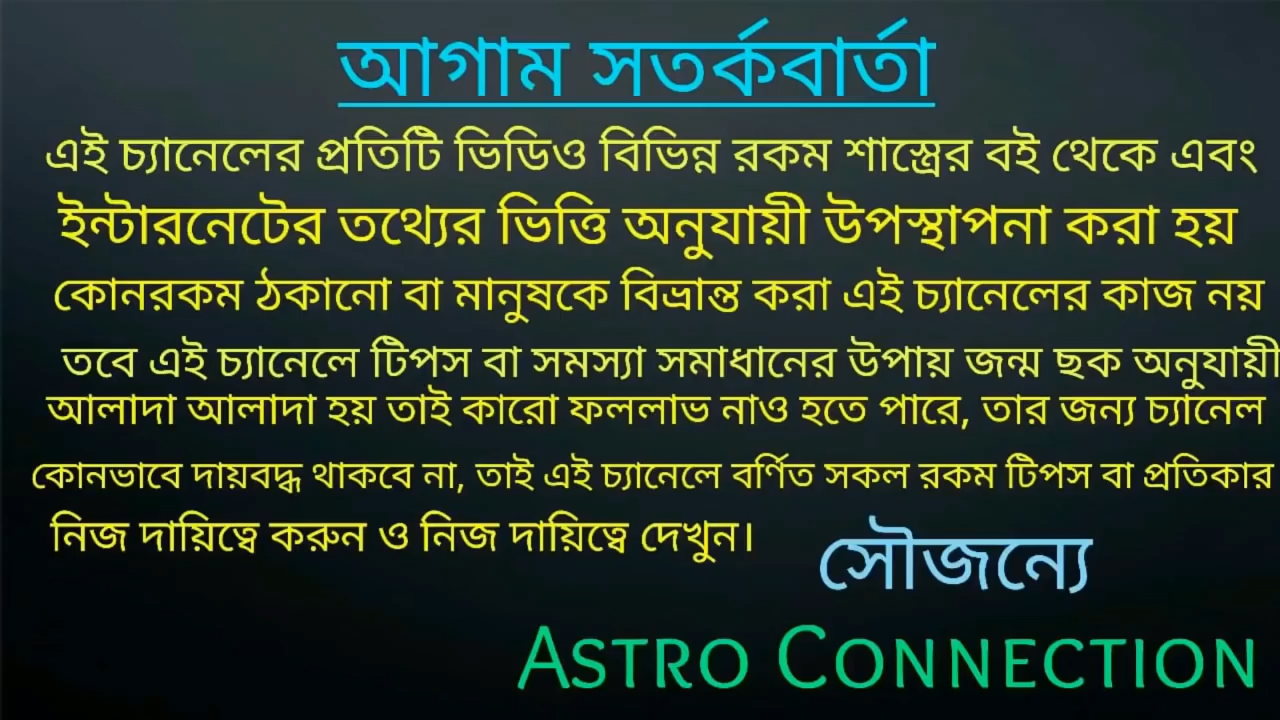 আগাম সতর্কবার্তা
এই চ্যানেলের প্রতিটি ভিডিও বিভিন্ন রকম শাস্ত্রের বই থেকে এবং
ইন্টারনেটের তথ্যের ভিত্তি অনুযায়ী উপস্থাপনা করা হয়
কোনরকম ঠকানো বা মানুষকে বিভ্রান্ত করা এই চ্যানেলের কাজ নয়
তবে এই চ্যানেলে টিপস বা সমস্যা সমাধানের উপায় জন্ম ছক অনুযায়ী
আলাদা আলাদা হয় তাই কারো ফললাভ নাও হতে পারে, তার জন্য চ্যানেল
কোনভাবে দায়বদ্ধ থাকবে না, তাই এই চ্যানেলে বর্ণিত সকল রকম টিপস বা প্রতিকার
নিজ দায়িত্বে করুন ও নিজ দায়িত্বে দেখুন।
সৌজন্যে
ASTRO CONNECTION